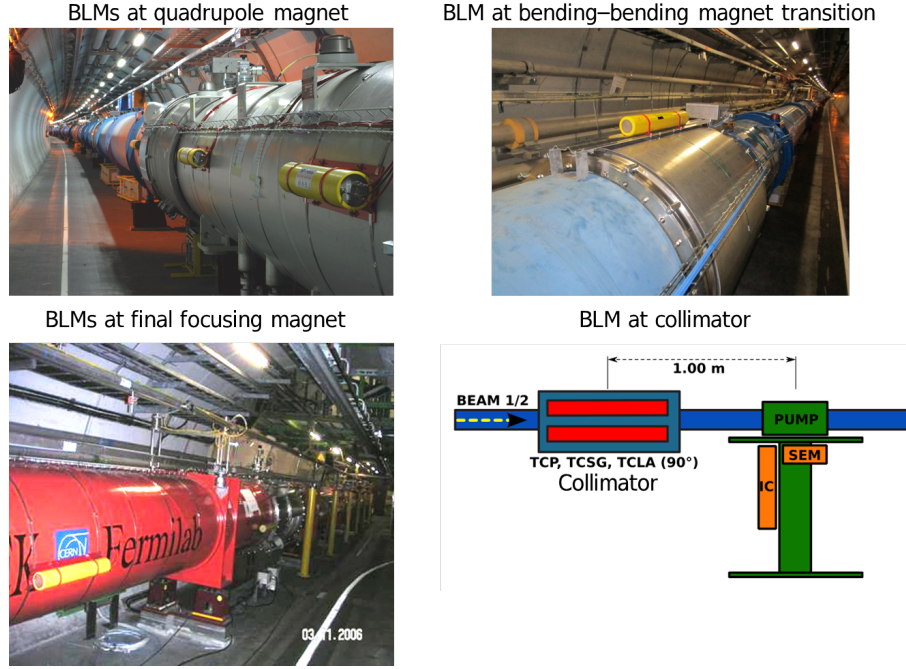 BLMs at quadrupole magnet
BLM at bending–bending magnet transition
BLMs at final focusing magnet
K
Fermilab
CERN
03 11.2006
BLM at collimator
1.00 m
BEAM 1/2
PUMP
TCP, TCSG, TCLA (90°)
Collimator
SEM
IC